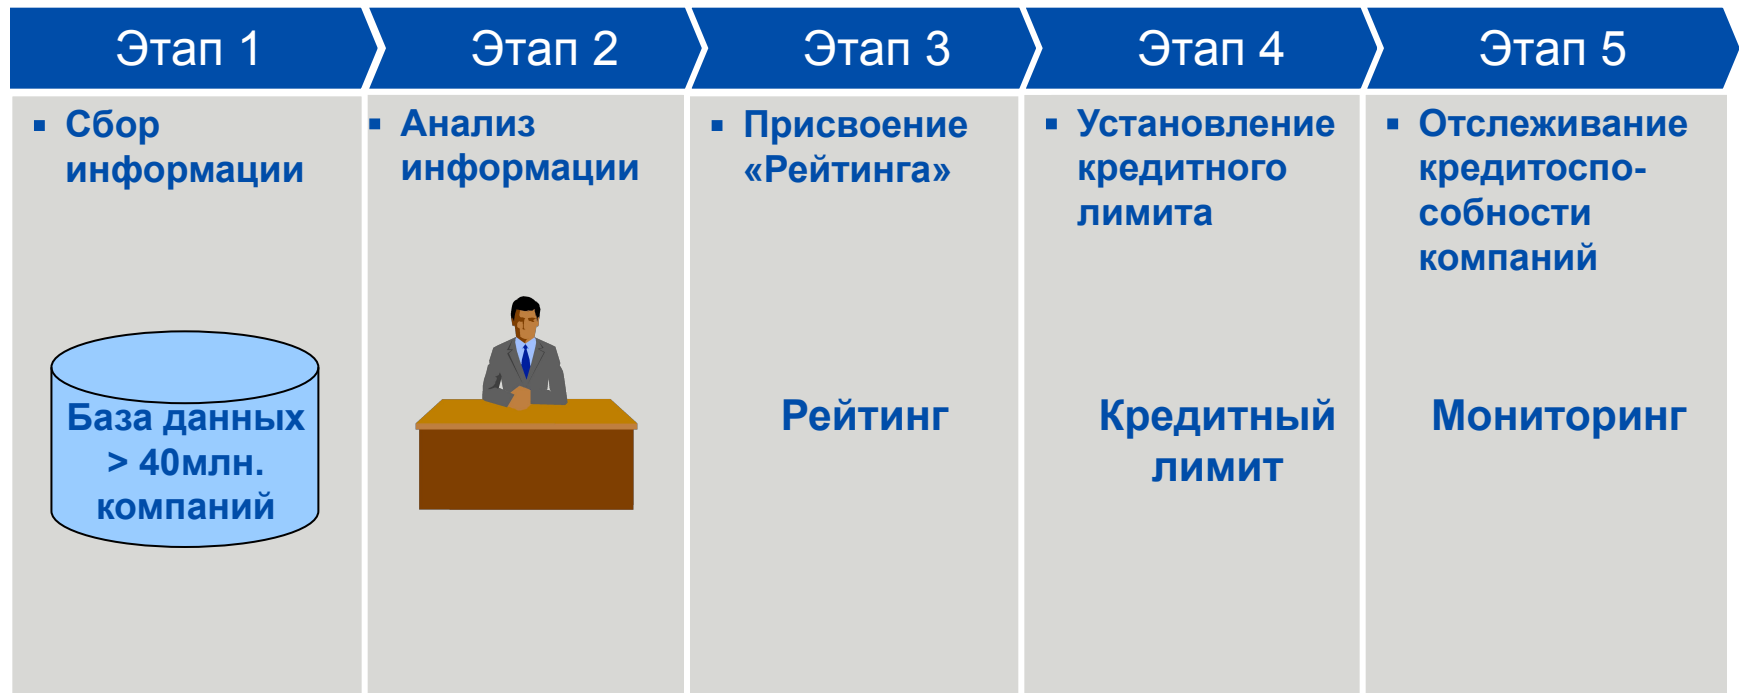 Этап 1
Этап 2
Этап 3
Этап 4
Этап 5
▪ Сбор
информации
▪ Анализ
информации
▪ Присвоение
«Рейтинга»
▪ Установление
кредитного
лимита
▪ Отслеживание
кредитоспо-
собности
компаний
База данных
> 40млн.
компаний
Рейтинг
Кредитный
лимит
Мониторинг